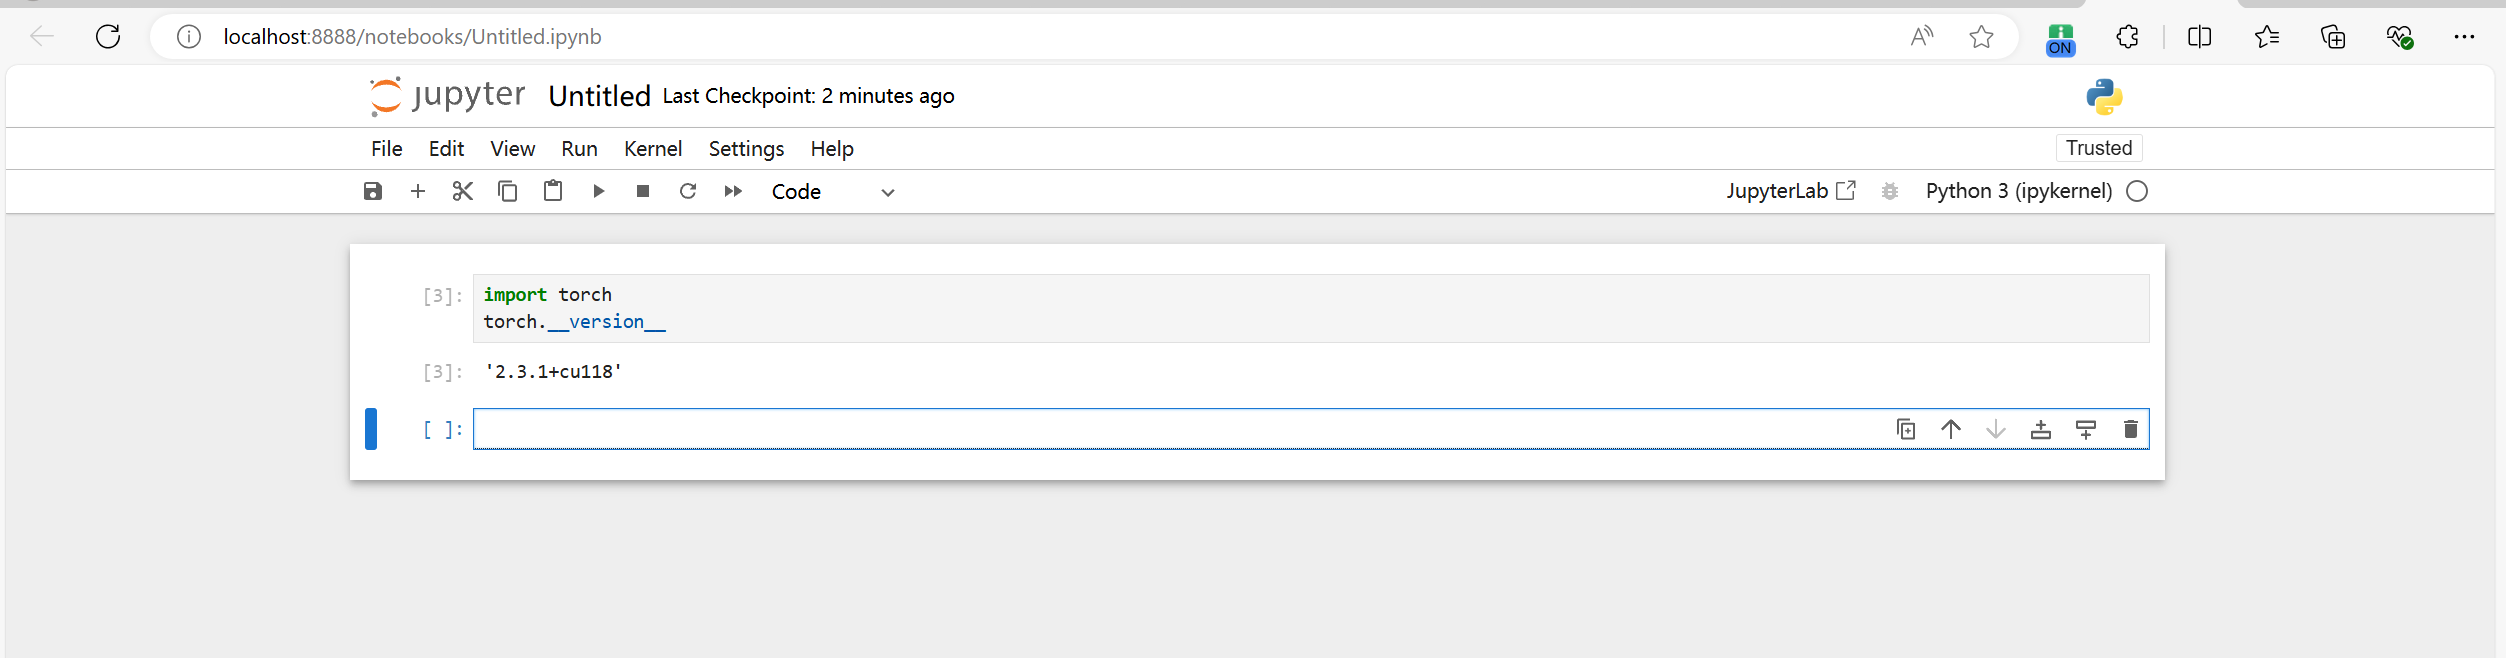 localhost:8888/notebooks/Untitled.ipynb
ON
jupyter Untitled Last Checkpoint: 2 minutes ago
File Edit View Run Kernel Settings Help
Trusted
Code
JupyterLab
Python 3 (ipykernel)
[3]: import torch
torch.__version__
[3]: '2.3.1+cu118'
[ ]: